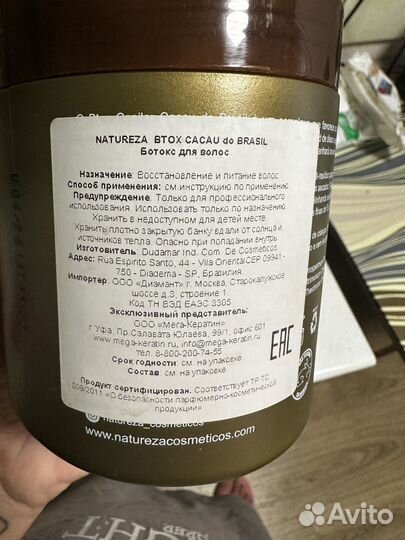 NATUREZA BTOX CACAU do BRASIL
Ботокс для волос
Назначение: Восстановление и питание волос
Способ применения: см.инструкцию по применению
Предупреждение: Только для профессионального
использования. Использовать только по назначению.
Хранить в недоступном для детей месте.
Хранить плотно закрытую банку вдали от солнца и
источников тепла. Опасно при попадании внутрь
Изготовитель: Dudamar Ind. Com. De Cosmeticos
Адрес: Rua Espirito Santo, 44 - Vila OrientalCEP 09941-
750 - Diadema - SP, Бразилия.
Импортер: ООО «Диамант» г. Москва, Старокалужское
шоссе д.3, строение 1.
Код ТН ВЭД ЕАЭС 3305
Эксклюзивный представитель:
ООО «Мега-Кератин»
г Уфа, Пр.Салавата Юлаева, 99/1, офис 601
www.mega-keratin.ru, info@mega-keratin.ru
тел. 8-800-200-74-55
Срок годности: см. на упаковке.
Состав: см. на упаковке.
Продукт сертифицирован. Соответствует ТР ТС
009/2011 «О безопасности парфюмерно-косметической
продукции»
EAC
natureza_cosmeticos
www.naturezacosmeticos.com
Avito